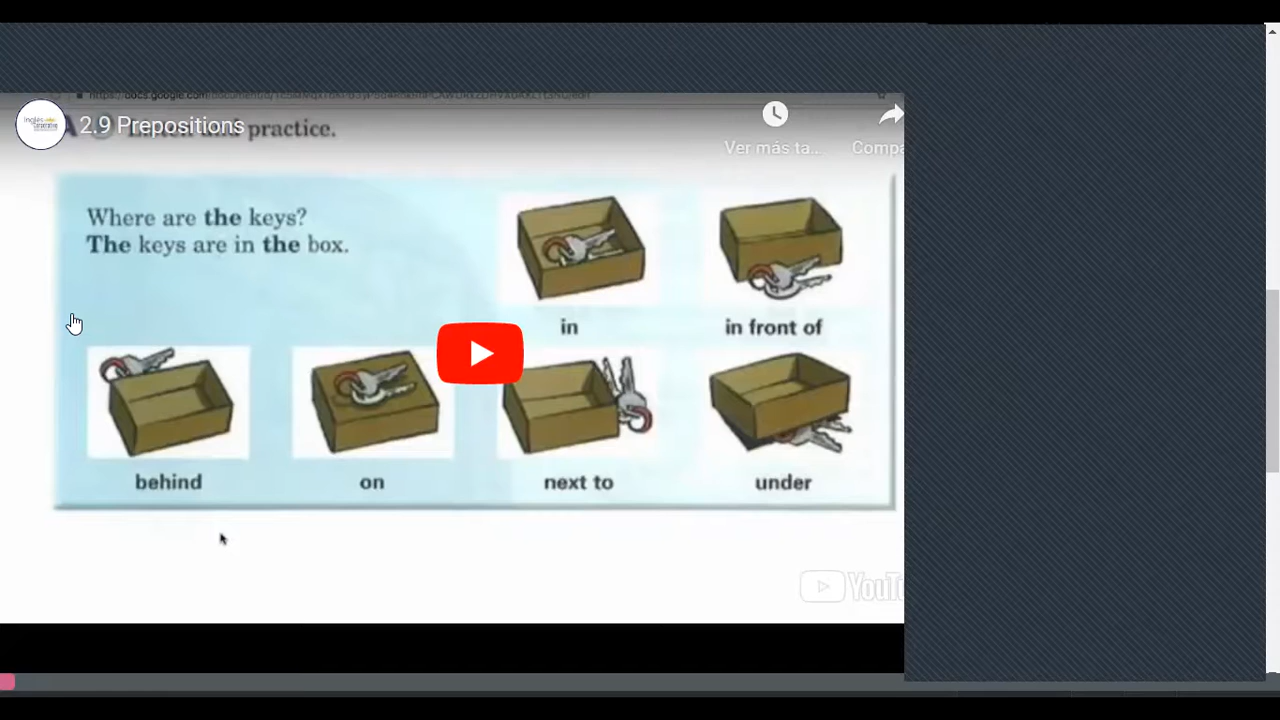 2.9 Prepositions
practice.
Ver más ta...
Compa
Where are the keys?
The keys are in the box.
in
in front of
behind
on
next to
under
YouTu